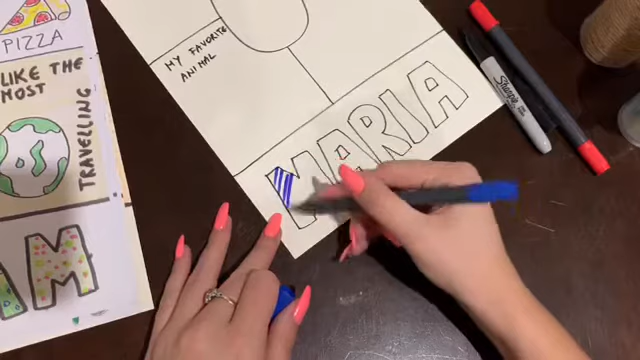 PIZZA
LIKE THE
MOST
TRAVELLING
M
MY FAVORITE
ANIMAL
MARIA
Sharpie